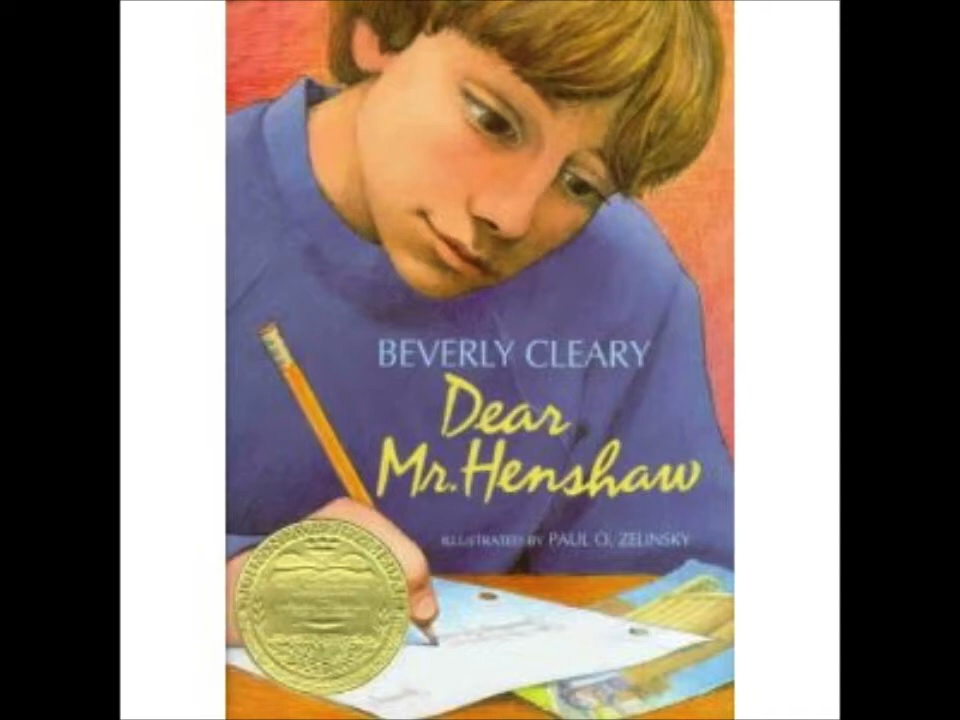 BEVERLY CLEARY
Dear
Mr. Henshaw
ILLUSTRATED BY PAUL O. ZELINSKY